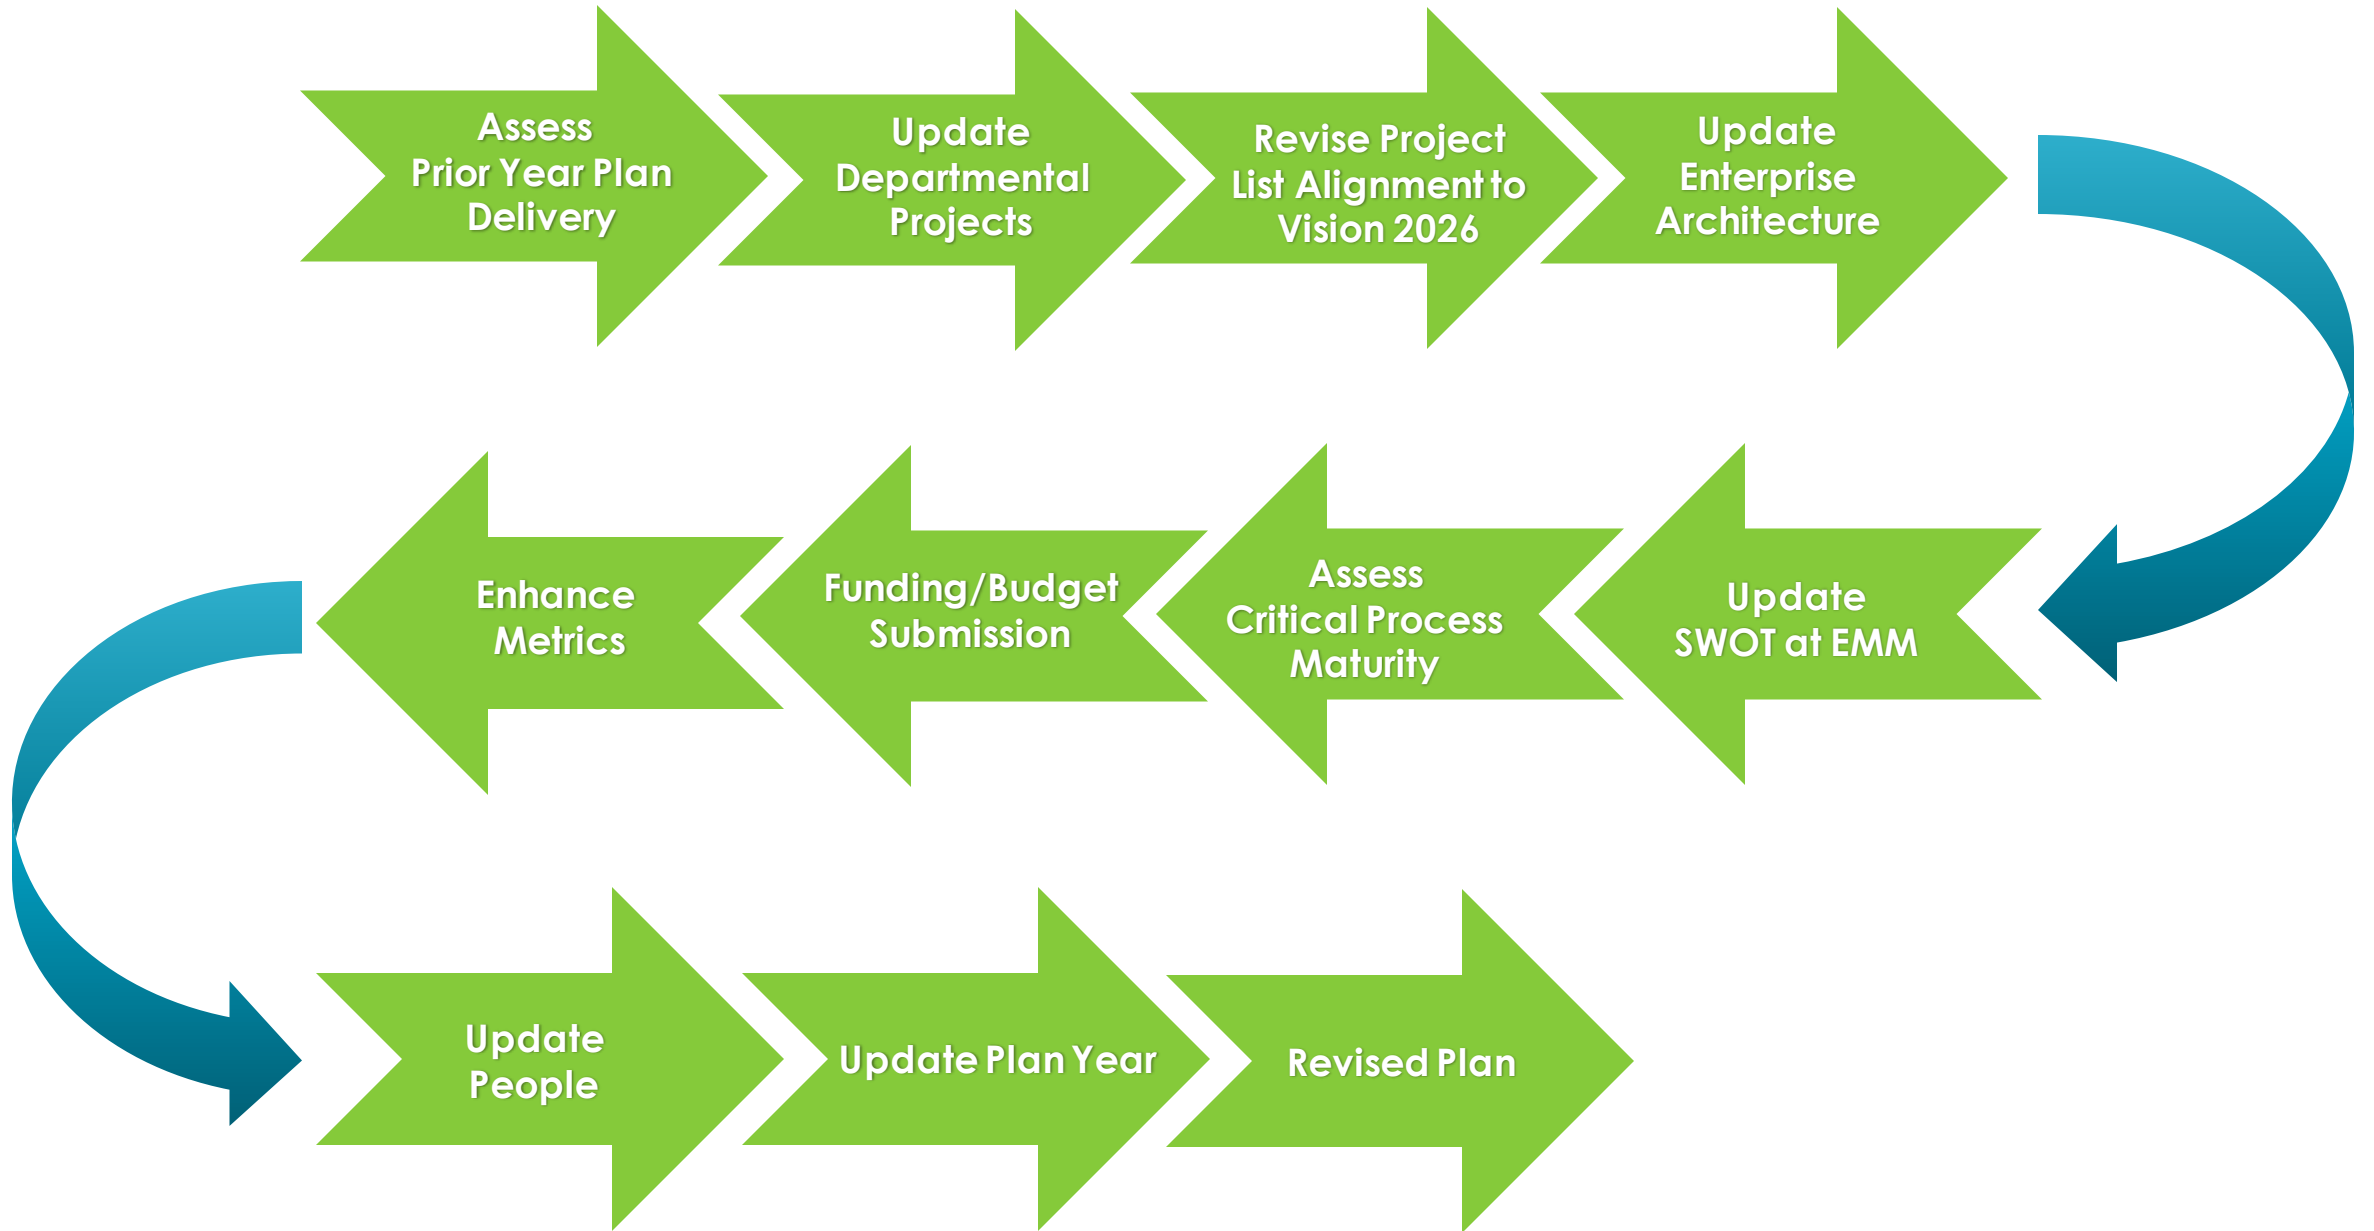 Assess
Prior Year Plan
Delivery
Update
Departmental
Projects
Revise Project
List Alignment to
Vision 2026
Update
Enterprise
Architecture
Update
SWOT at EMM
Assess
Critical Process
Maturity
Funding/Budget
Submission
Enhance
Metrics
Update
People
Update Plan Year
Revised Plan